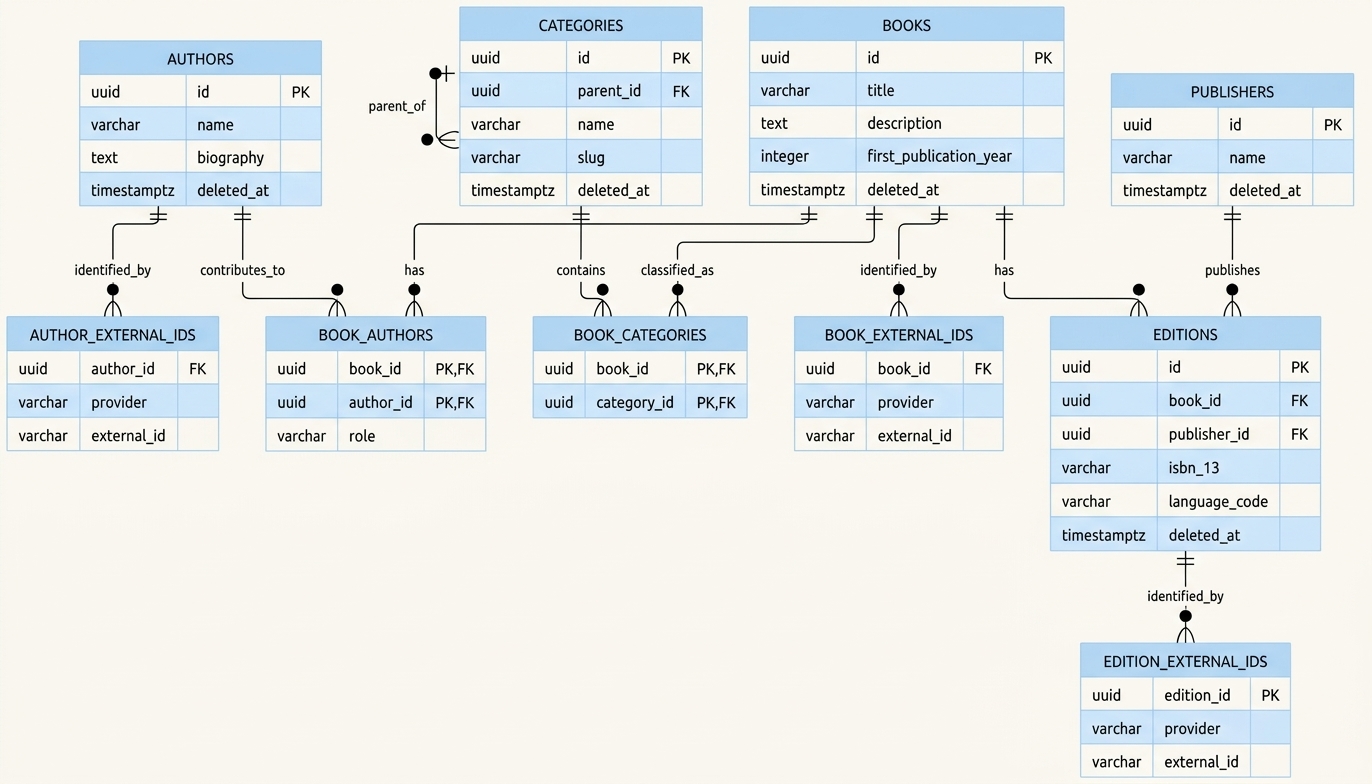 AUTHORS
uuid id PK
varchar name
text biography
timestamptz deleted_at
CATEGORIES
uuid id PK
uuid parent_id FK
varchar name
varchar slug
timestamptz deleted_at
parent_of
BOOKS
uuid id PK
varchar title
text description
integer first_publication_year
timestamptz deleted_at
PUBLISHERS
uuid id PK
varchar name
timestamptz deleted_at
identified_by
contributes_to
has
contains
classified_as
identified_by
has
publishes
AUTHOR_EXTERNAL_IDS
uuid author_id FK
varchar provider
varchar external_id
BOOK_AUTHORS
uuid book_id PK,FK
uuid author_id PK,FK
varchar role
BOOK_CATEGORIES
uuid book_id PK,FK
uuid category_id PK,FK
BOOK_EXTERNAL_IDS
uuid book_id FK
varchar provider
varchar external_id
EDITIONS
uuid id PK
uuid book_id FK
uuid publisher_id FK
varchar isbn_13
varchar language_code
timestamptz deleted_at
identified_by
EDITION_EXTERNAL_IDS
uuid edition_id PK
varchar provider
varchar external_id